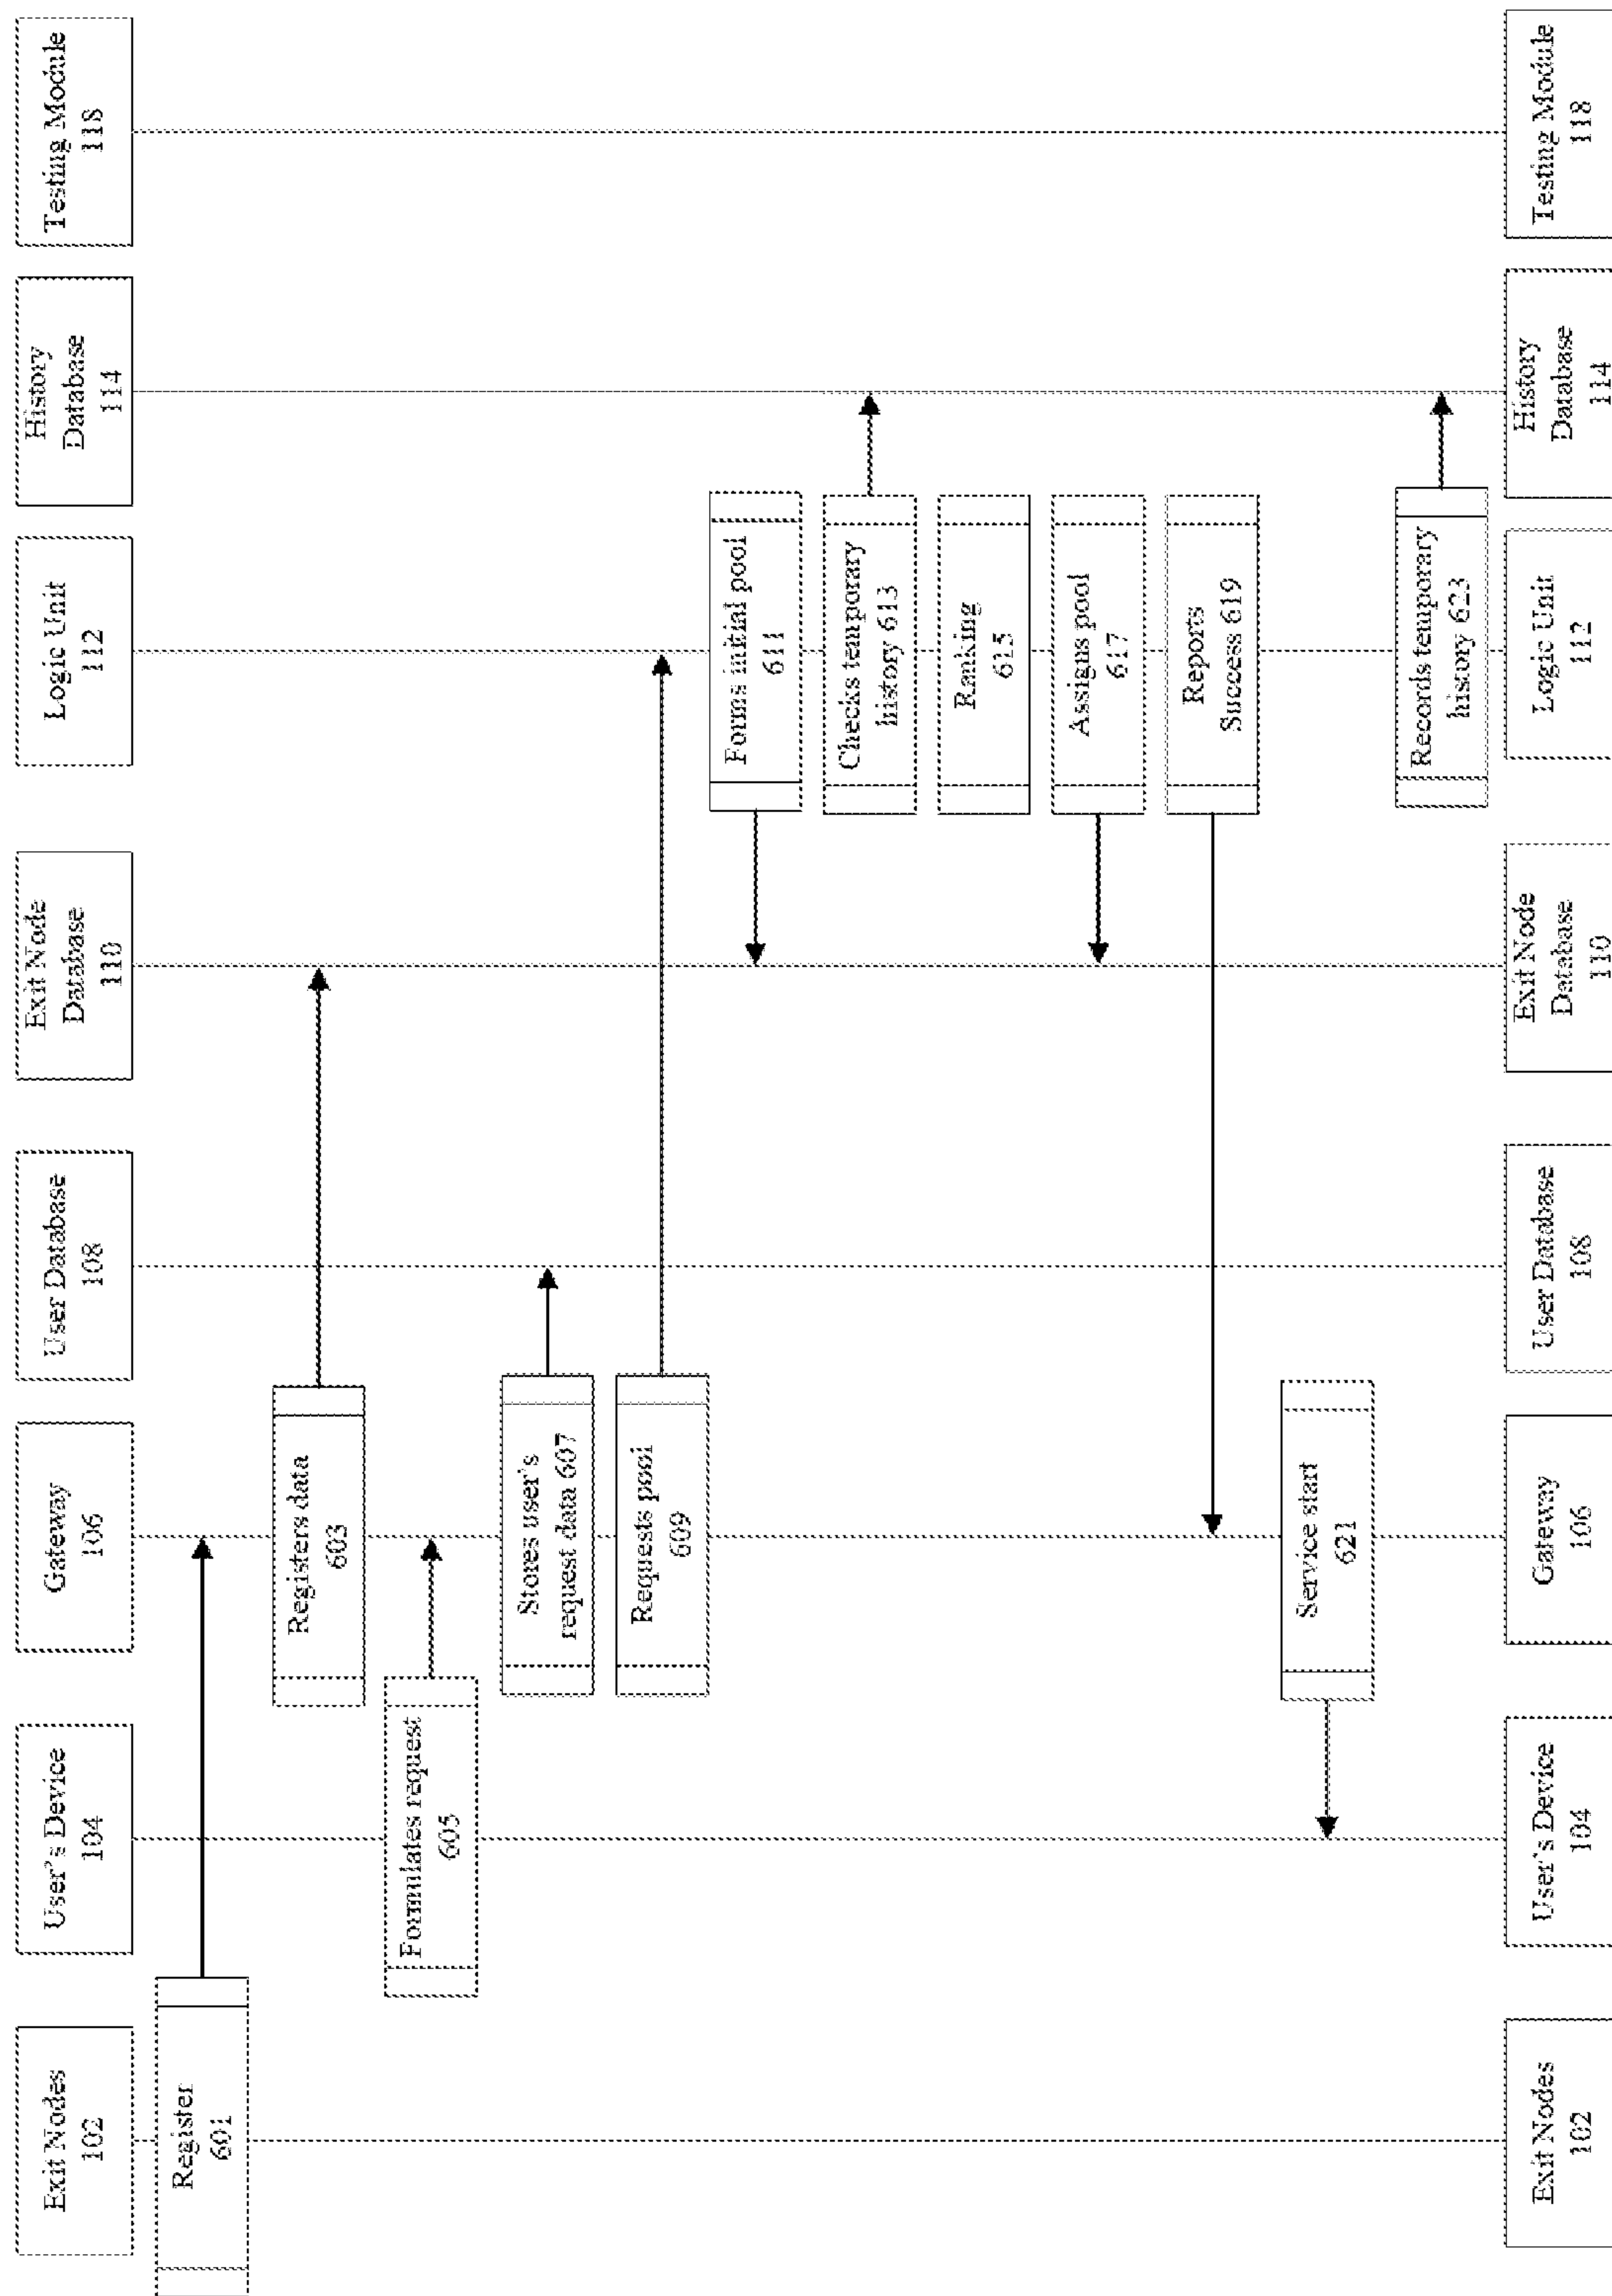 Exit Nodes
102
User's Device
104
Gateway
106
User Database
108
Exit Node
Database
110
Logic Unit
112
History
Database
114
Testing Module
118
Register
601
Registers data
603
Formulates request
605
Stores user's
request data 607
Requests pool
609
Forms initial pool
611
Checks temporary
history 613
Ranking
615
Assigns pool
617
Reports
Success 619
Service start
621
Records temporary
history 623
Exit Nodes
102
User's Device
104
Gateway
106
User Database
108
Exit Node
Database
110
Logic Unit
112
History
Database
114
Testing Module
118